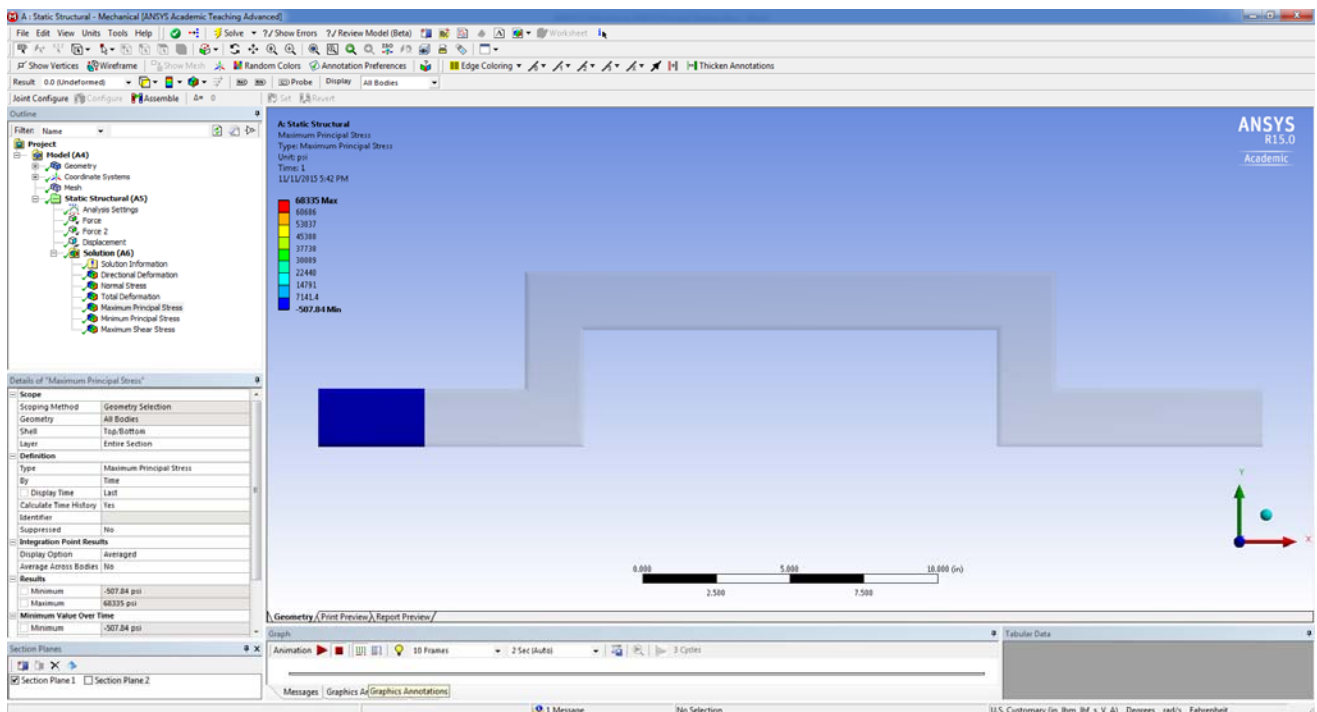 A : Static Structural - Mechanical [ANSYS Academic Teaching Advanced]
File Edit View Units Tools Help Solve ?/ Show Errors ?/ Review Model (Beta) A Worksheet
Show Vertices Wireframe Show Mesh Random Colors Annotation Preferences Edge Coloring Thicken Annotations
Result 0.0 (Undeformed) Probe Display All Bodies
Joint Configure Configure Assemble Δ= 0 Set Revert
Outline
Filter: Name
Project
Model (A4)
Geometry
Coordinate Systems
Mesh
Static Structural (A5)
Analysis Settings
Force
Force 2
Displacement
Solution (A6)
Solution Information
Directional Deformation
Normal Stress
Total Deformation
Maximum Principal Stress
Minimum Principal Stress
Maximum Shear Stress
A: Static Structural
Maximum Principal Stress
Type: Maximum Principal Stress
Unit: psi
Time: 1
11/11/2015 5:42 PM
68335 Max
60686
53037
45388
37738
30089
22440
14791
7141.4
-507.84 Min
ANSYS
R15.0
Academic
Y
X
0.000 5.000 10.000 (in)
2.500 7.500
Details of "Maximum Principal Stress"
Scope
Scoping Method Geometry Selection
Geometry All Bodies
Shell Top/Bottom
Layer Entire Section
Definition
Type Maximum Principal Stress
By Time
Display Time Last
Calculate Time History Yes
Identifier
Suppressed No
Integration Point Results
Display Option Averaged
Average Across Bodies No
Results
Minimum -507.84 psi
Maximum 68335 psi
Minimum Value Over Time
Minimum -507.84 psi
Section Planes
Section Plane 1 Section Plane 2
Geometry Print Preview Report Preview
Graph
Animation 10 Frames 2 Sec (Auto) 3 Cycles
Messages Graphics Graphics Annotations
Tabular Data
1 Message No Selection U.S. Customary (in, lbm, lbf, s, V, A) Degrees rad/s Fahrenheit